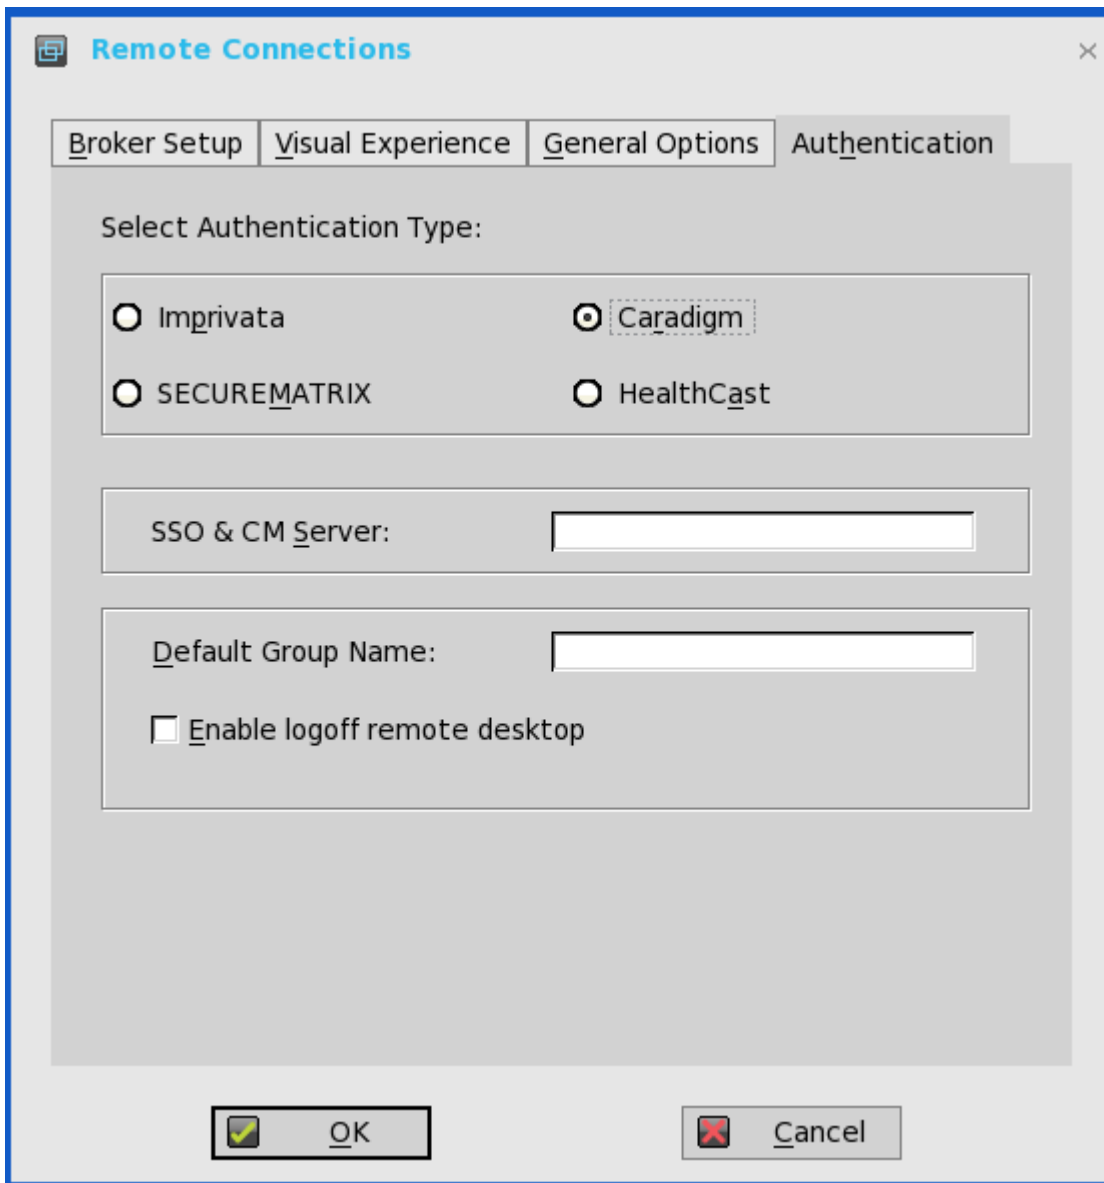 Remote Connections
Broker Setup Visual Experience General Options Authentication
Select Authentication Type:
Imprivata Caradigm
SECUREMATRIX HealthCast
SSO & CM Server:
Default Group Name:
Enable logoff remote desktop
OK Cancel